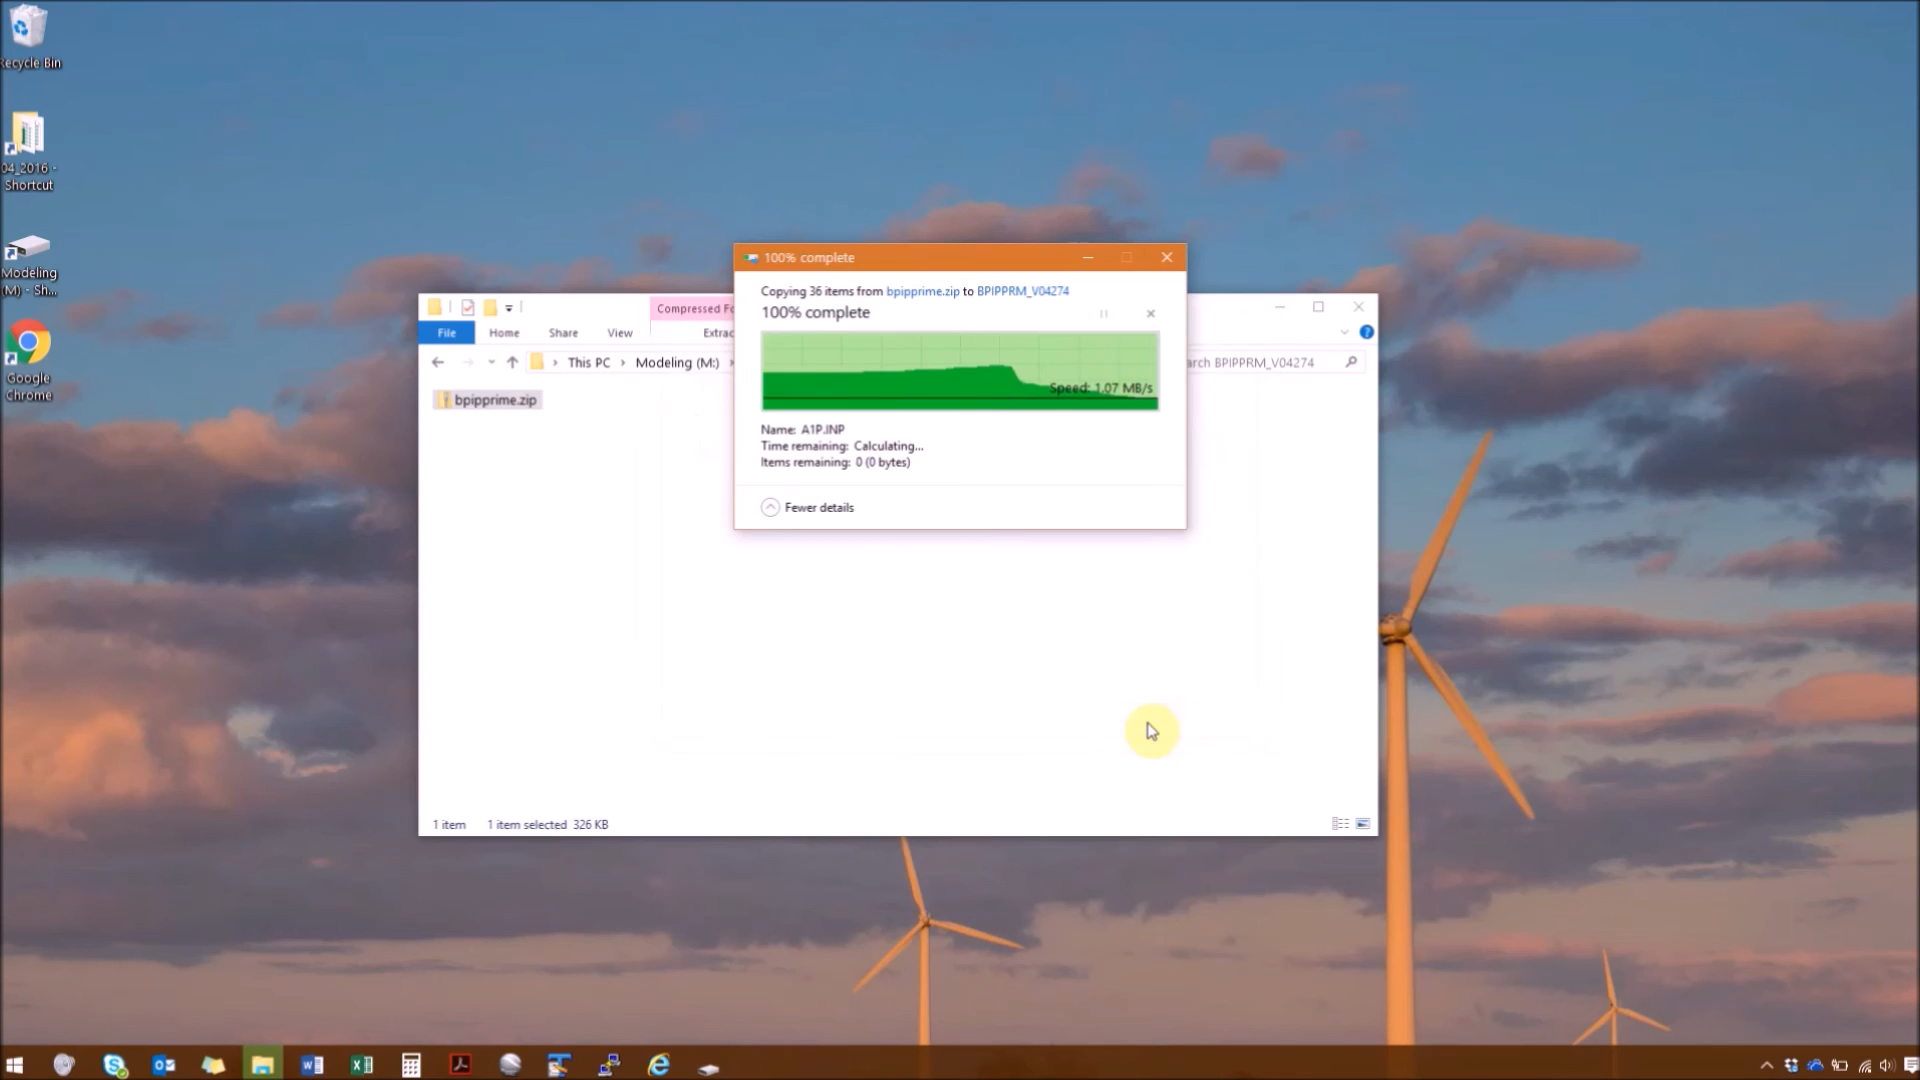 Recycle Bin
04_2016 -
Shortcut
Modeling
(M) - Sh...
Google
Chrome
100% complete
Copying 36 items from bpipprime.zip to BPIPPRM_V04274
100% complete
Speed: 1.07 MB/s
Name: A1P.INP
Time remaining: Calculating...
Items remaining: 0 (0 bytes)
Fewer details
Compressed Fo
File Home Share View Extrac
This PC › Modeling (M:) ›
arch BPIPPRM_V04274
bpipprime.zip
1 item 1 item selected 326 KB